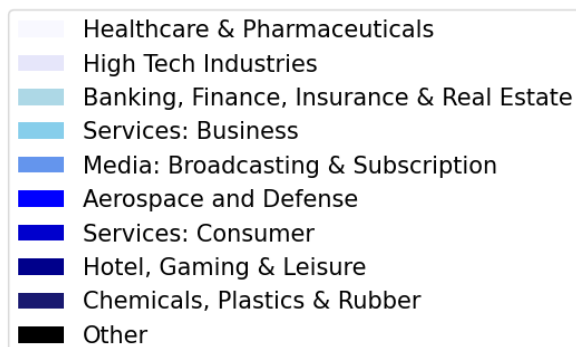 Healthcare & Pharmaceuticals
High Tech Industries
Banking, Finance, Insurance & Real Estate
Services: Business
Media: Broadcasting & Subscription
Aerospace and Defense
Services: Consumer
Hotel, Gaming & Leisure
Chemicals, Plastics & Rubber
Other